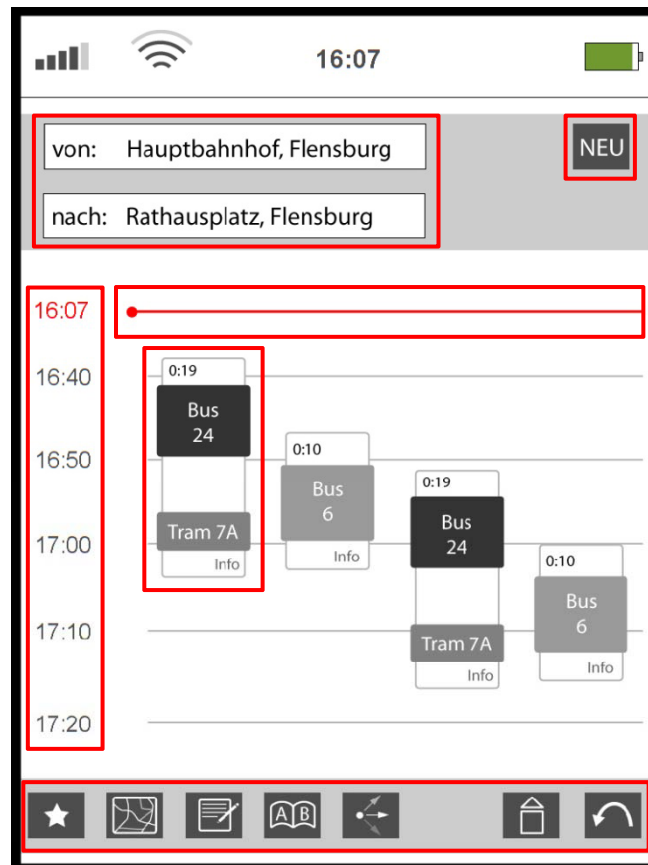 16:07
von: Hauptbahnhof, Flensburg
NEU
nach: Rathausplatz, Flensburg
16:07
16:40
0:19
Bus
24
16:50
0:10
Bus
6
0:19
Tram 7A
Bus
24
17:00
Info
Info
0:10
Bus
6
17:10
Tram 7A
Info
Info
17:20
A B